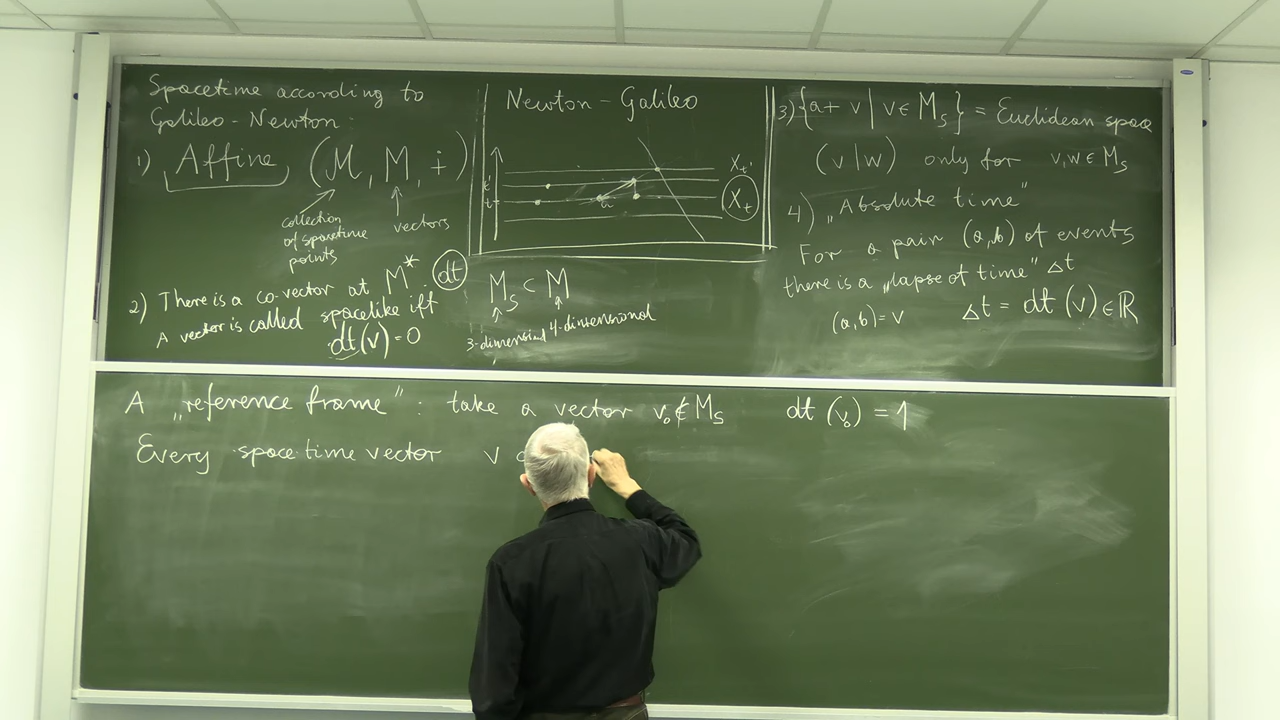 Spacetime according to
Galileo-Newton:
1) Affine (M, M, +)
collection
of spacetime
points
vectors
2) There is a co-vector at M* dt
A vector is called spacelike iff
dt(v)=0
Newton-Galileo
t'
t
a
X_t'
X_t
M_S ⊂ M
3-dimensional 4-dimensional
3) {a+v | v∈M_S} = Euclidean space
(v|w) only for v,w∈M_S
4) „Absolute time"
For a pair (a,b) of events
there is a „lapse of time" Δt
(a,b)=v Δt = dt(v)∈ℝ
A „reference frame": take a vector v₀∉M_S dt(v₀)=1
Every spacetime vector v